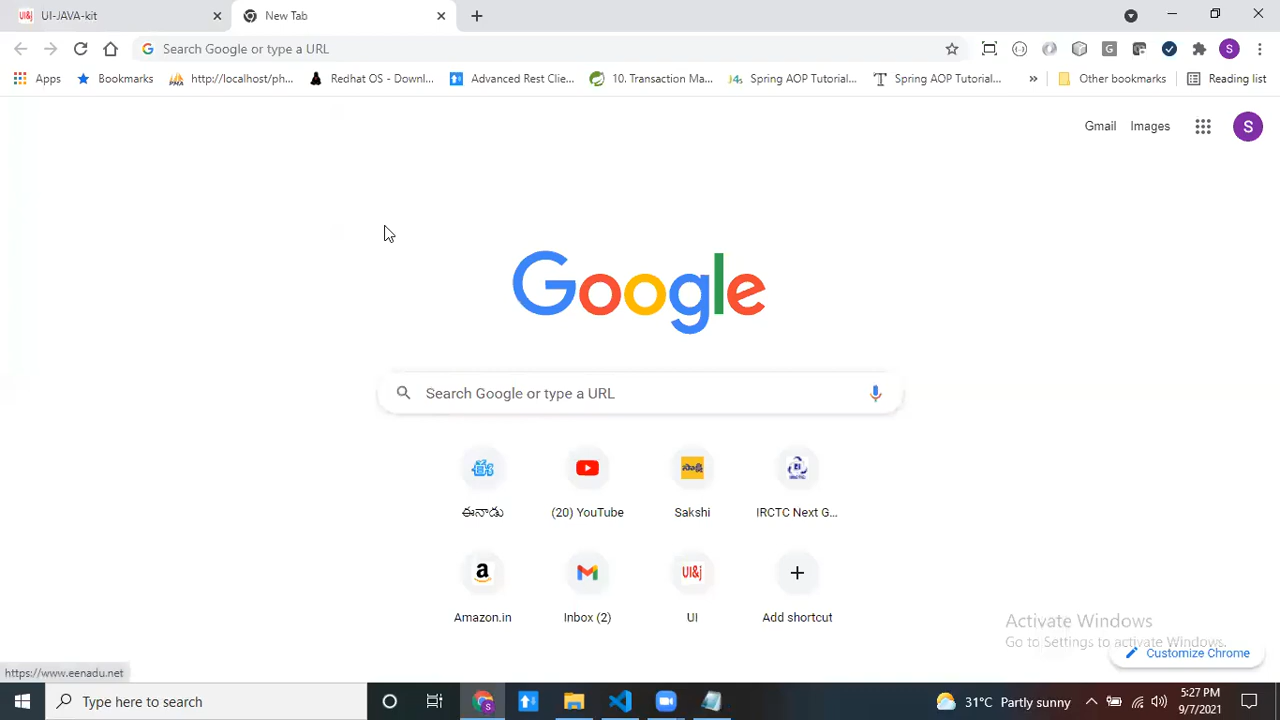 UI-JAVA-kit
New Tab
Search Google or type a URL
Apps
Bookmarks
http://localhost/ph...
Redhat OS - Downl...
Advanced Rest Clie...
10. Transaction Ma...
Spring AOP Tutorial...
Spring AOP Tutorial...
»
Other bookmarks
Reading list
Gmail
Images
S
Google
Search Google or type a URL
ఈనాడు
(20) YouTube
Sakshi
IRCTC Next G...
Amazon.in
Inbox (2)
UI&j
UI
Add shortcut
Activate Windows
Go to Settings to activate Windows.
Customize Chrome
https://www.eenadu.net
Type here to search
31°C Partly sunny
5:27 PM
9/7/2021